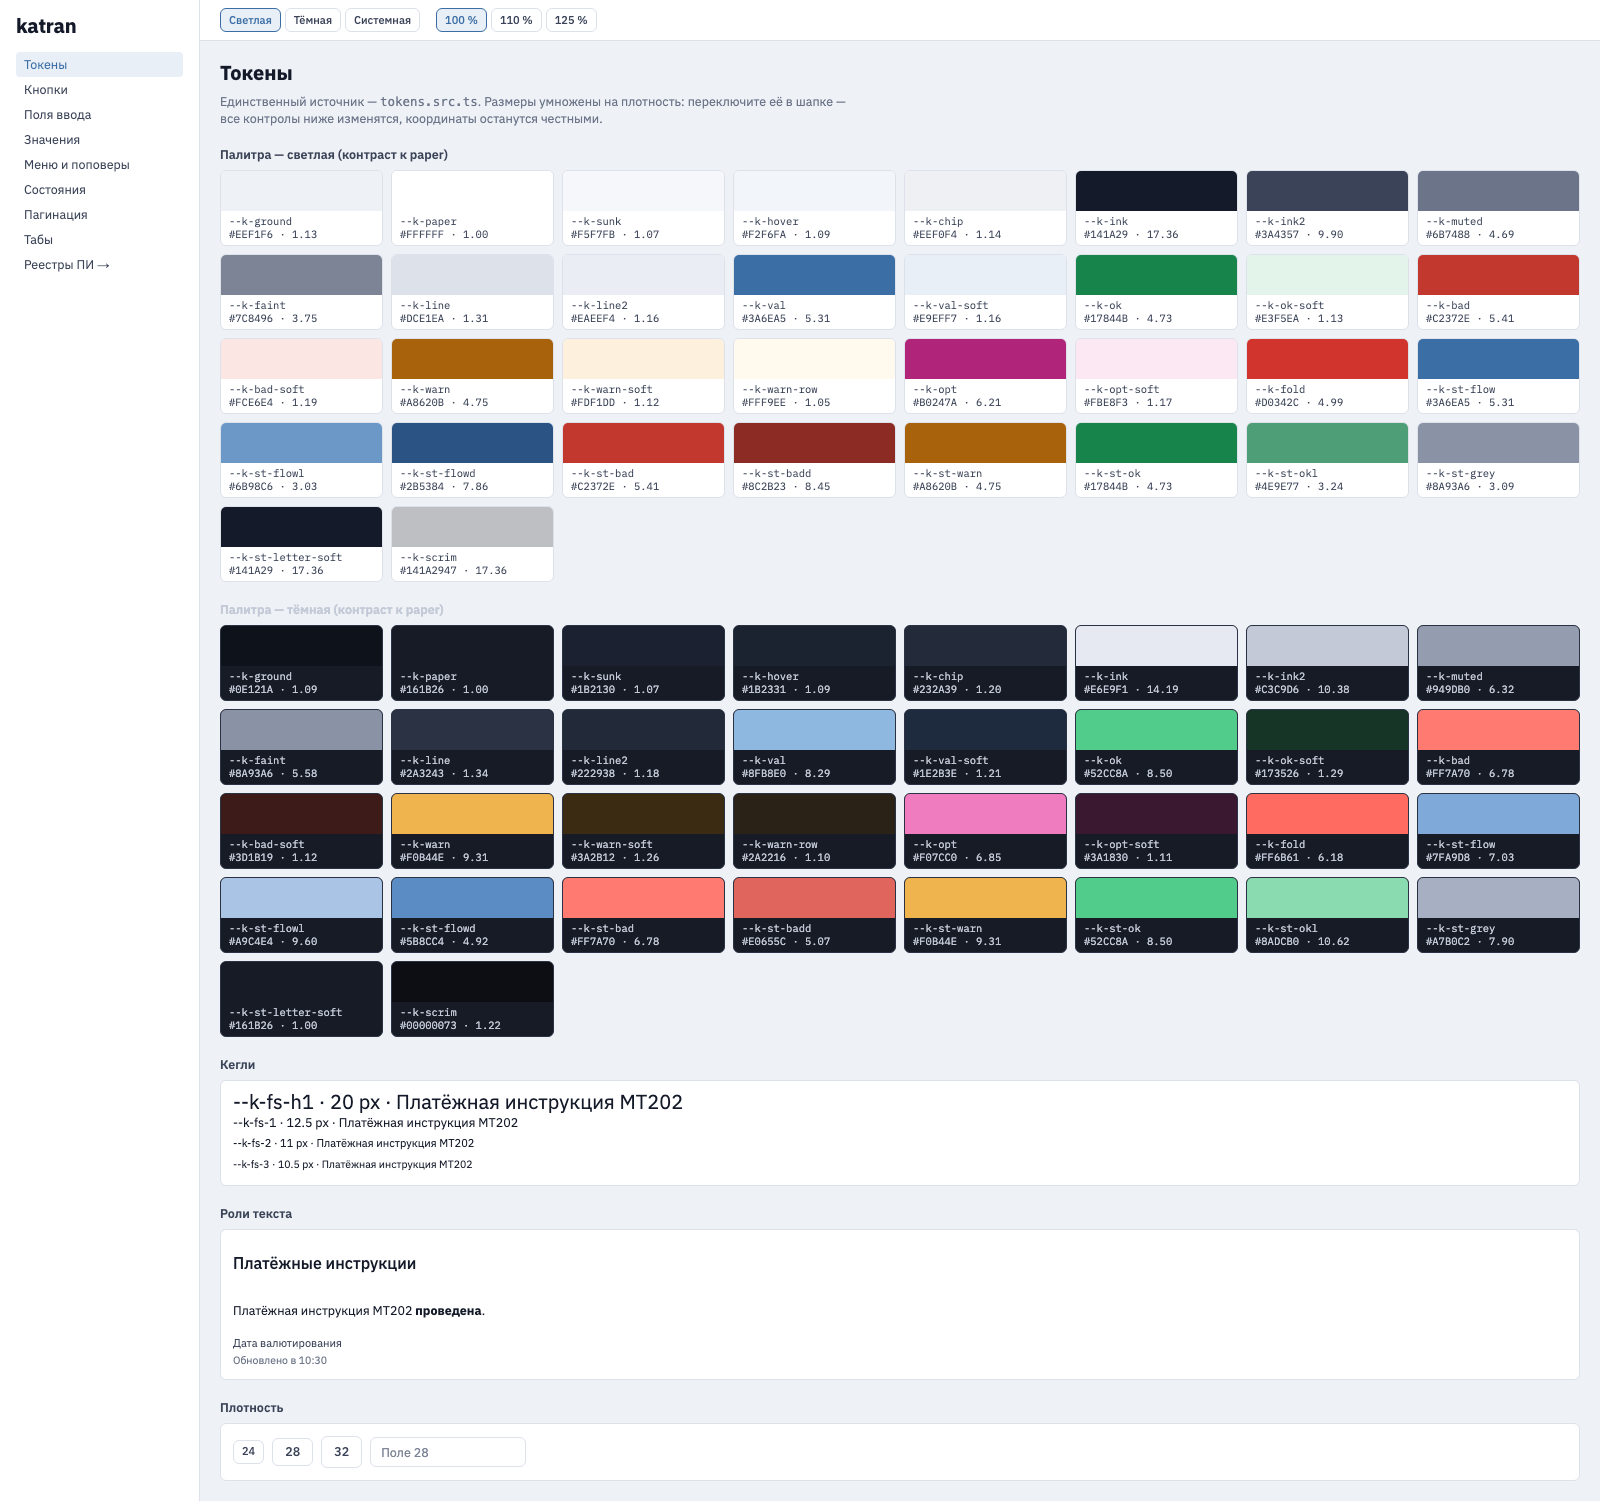 katran
Токены
Кнопки
Поля ввода
Значения
Меню и поповеры
Состояния
Пагинация
Табы
Реестры ПИ →
Светлая Тёмная Системная 100 % 110 % 125 %
Токены
Единственный источник — tokens.src.ts. Размеры умножены на плотность: переключите её в шапке —
все контролы ниже изменятся, координаты останутся честными.
Палитра — светлая (контраст к paper)
--k-ground --k-paper --k-sunk --k-hover --k-chip --k-ink --k-ink2 --k-muted
#EEF1F6 · 1.13 #FFFFFF · 1.00 #F5F7FB · 1.07 #F2F6FA · 1.09 #EEF0F4 · 1.14 #141A29 · 17.36 #3A4357 · 9.90 #6B7488 · 4.69
--k-faint --k-line --k-line2 --k-val --k-val-soft --k-ok --k-ok-soft --k-bad
#7C8496 · 3.75 #DCE1EA · 1.31 #EAEEF4 · 1.16 #3A6EA5 · 5.31 #E9EFF7 · 1.16 #17844B · 4.73 #E3F5EA · 1.13 #C2372E · 5.41
--k-bad-soft --k-warn --k-warn-soft --k-warn-row --k-opt --k-opt-soft --k-fold --k-st-flow
#FCE6E4 · 1.19 #A8620B · 4.75 #FDF1DD · 1.12 #FFF9EE · 1.05 #B0247A · 6.21 #FBE8F3 · 1.17 #D0342C · 4.99 #3A6EA5 · 5.31
--k-st-flowl --k-st-flowd --k-st-bad --k-st-badd --k-st-warn --k-st-ok --k-st-okl --k-st-grey
#6B98C6 · 3.03 #2B5384 · 7.86 #C2372E · 5.41 #8C2B23 · 8.45 #A8620B · 4.75 #17844B · 4.73 #4E9E77 · 3.24 #8A93A6 · 3.09
--k-st-letter-soft --k-scrim
#141A29 · 17.36 #141A2947 · 17.36
Палитра — тёмная (контраст к paper)
--k-ground --k-paper --k-sunk --k-hover --k-chip --k-ink --k-ink2 --k-muted
#0E121A · 1.09 #161B26 · 1.00 #1B2130 · 1.07 #1B2331 · 1.09 #232A39 · 1.20 #E6E9F1 · 14.19 #C3C9D6 · 10.38 #949DB0 · 6.32
--k-faint --k-line --k-line2 --k-val --k-val-soft --k-ok --k-ok-soft --k-bad
#8A93A6 · 5.58 #2A3243 · 1.34 #222938 · 1.18 #8FB8E0 · 8.29 #1E2B3E · 1.21 #52CC8A · 8.50 #173526 · 1.29 #FF7A70 · 6.78
--k-bad-soft --k-warn --k-warn-soft --k-warn-row --k-opt --k-opt-soft --k-fold --k-st-flow
#3D1B19 · 1.12 #F0B44E · 9.31 #3A2B12 · 1.26 #2A2216 · 1.10 #F07CC0 · 6.85 #3A1830 · 1.11 #FF6B61 · 6.18 #7FA9D8 · 7.03
--k-st-flowl --k-st-flowd --k-st-bad --k-st-badd --k-st-warn --k-st-ok --k-st-okl --k-st-grey
#A9C4E4 · 9.60 #5B8CC4 · 4.92 #FF7A70 · 6.78 #E0655C · 5.07 #F0B44E · 9.31 #52CC8A · 8.50 #8ADCB0 · 10.62 #A7B0C2 · 7.90
--k-st-letter-soft --k-scrim
#161B26 · 1.00 #00000073 · 1.22
Кегли
--k-fs-h1 · 20 px · Платёжная инструкция MT202
--k-fs-1 · 12.5 px · Платёжная инструкция MT202
--k-fs-2 · 11 px · Платёжная инструкция MT202
--k-fs-3 · 10.5 px · Платёжная инструкция MT202
Роли текста
Платёжные инструкции
Платёжная инструкция MT202 проведена.
Дата валютирования
Обновлено в 10:30
Плотность
24 28 32 Поле 28